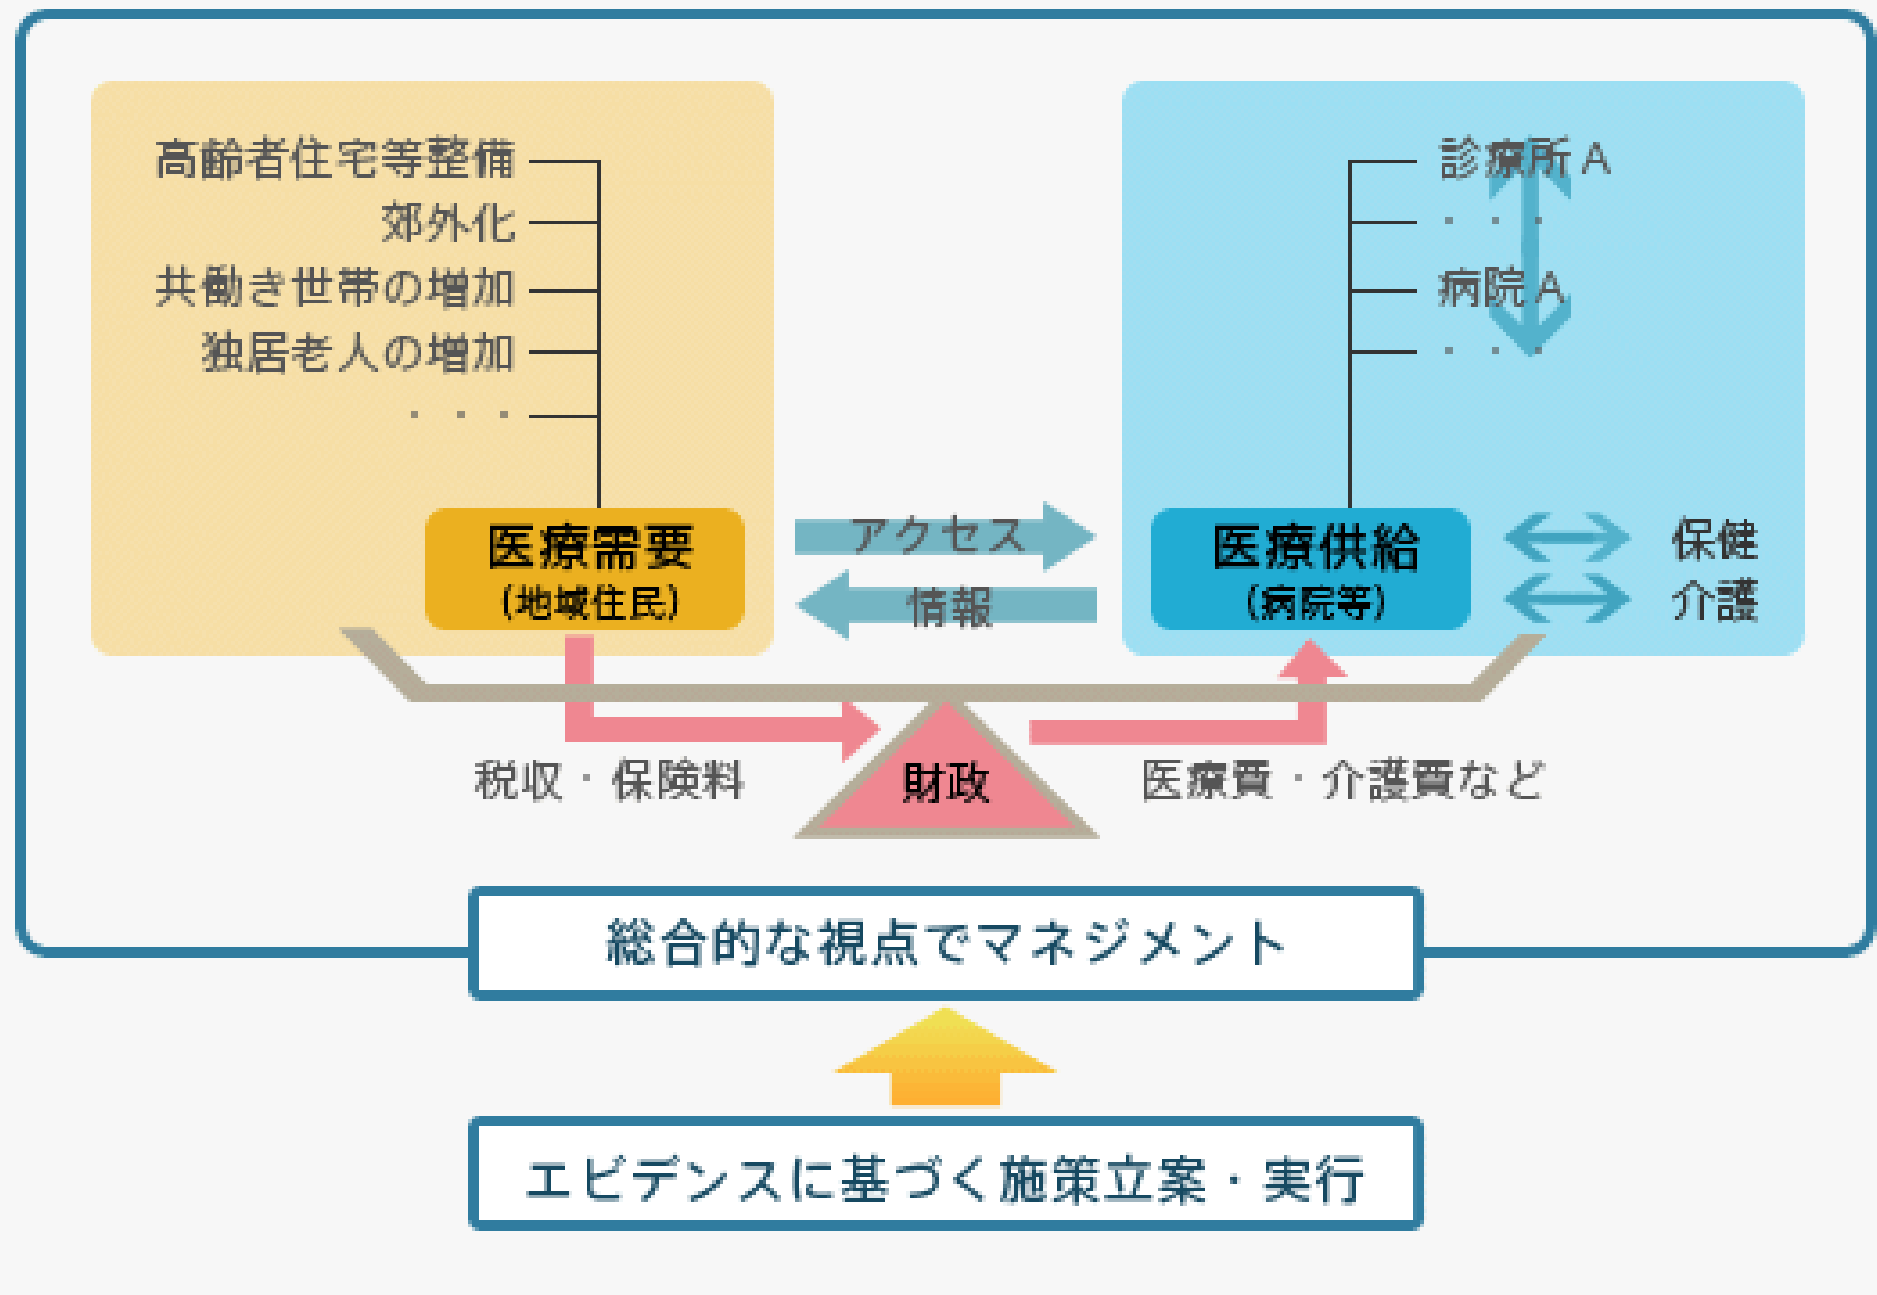 高齢者住宅等整備
郊外化
共働き世帯の増加
独居老人の増加
・・・
医療需要
(地域住民)
アクセス
情報
診療所A
・・・
病院A
・・・
医療供給
(病院等)
保健
介護
税収・保険料
財政
医療費・介護費など
総合的な視点でマネジメント
エビデンスに基づく施策立案・実行